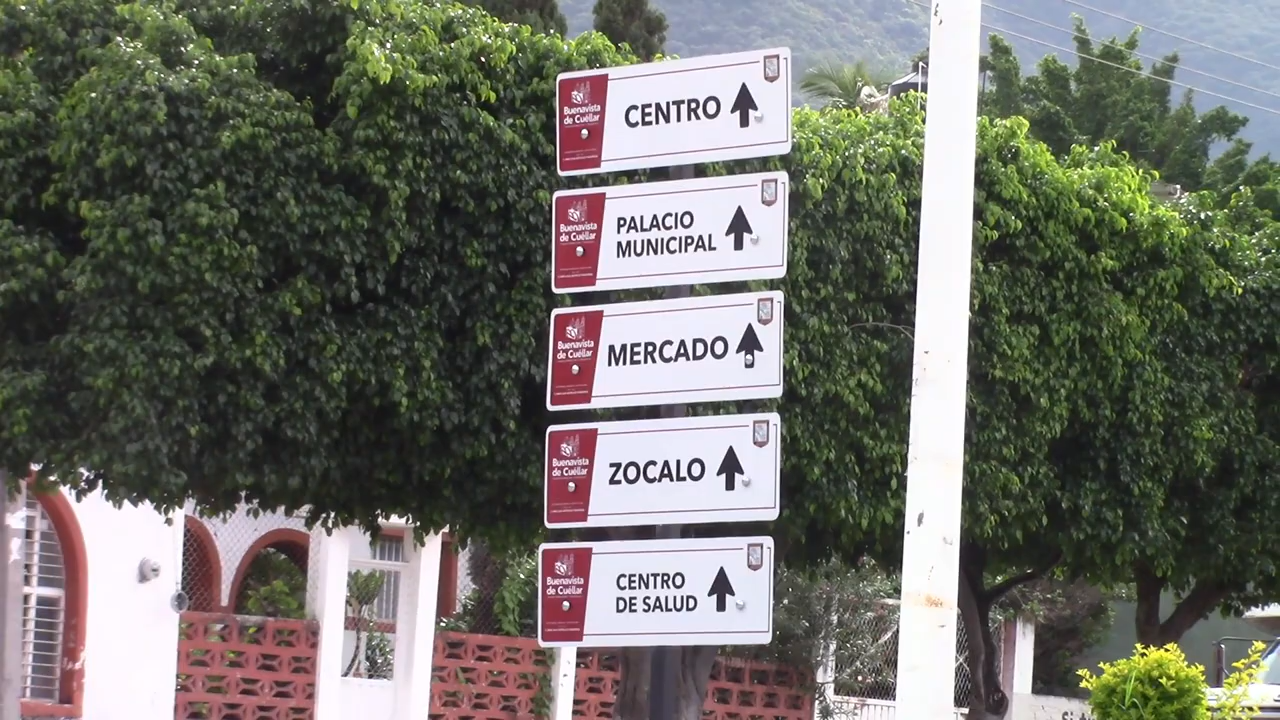 Buenavista
de Cuéllar
CENTRO
Buenavista
de Cuéllar
PALACIO
MUNICIPAL
Buenavista
de Cuéllar
MERCADO
Buenavista
de Cuéllar
ZOCALO
Buenavista
de Cuéllar
CENTRO
DE SALUD